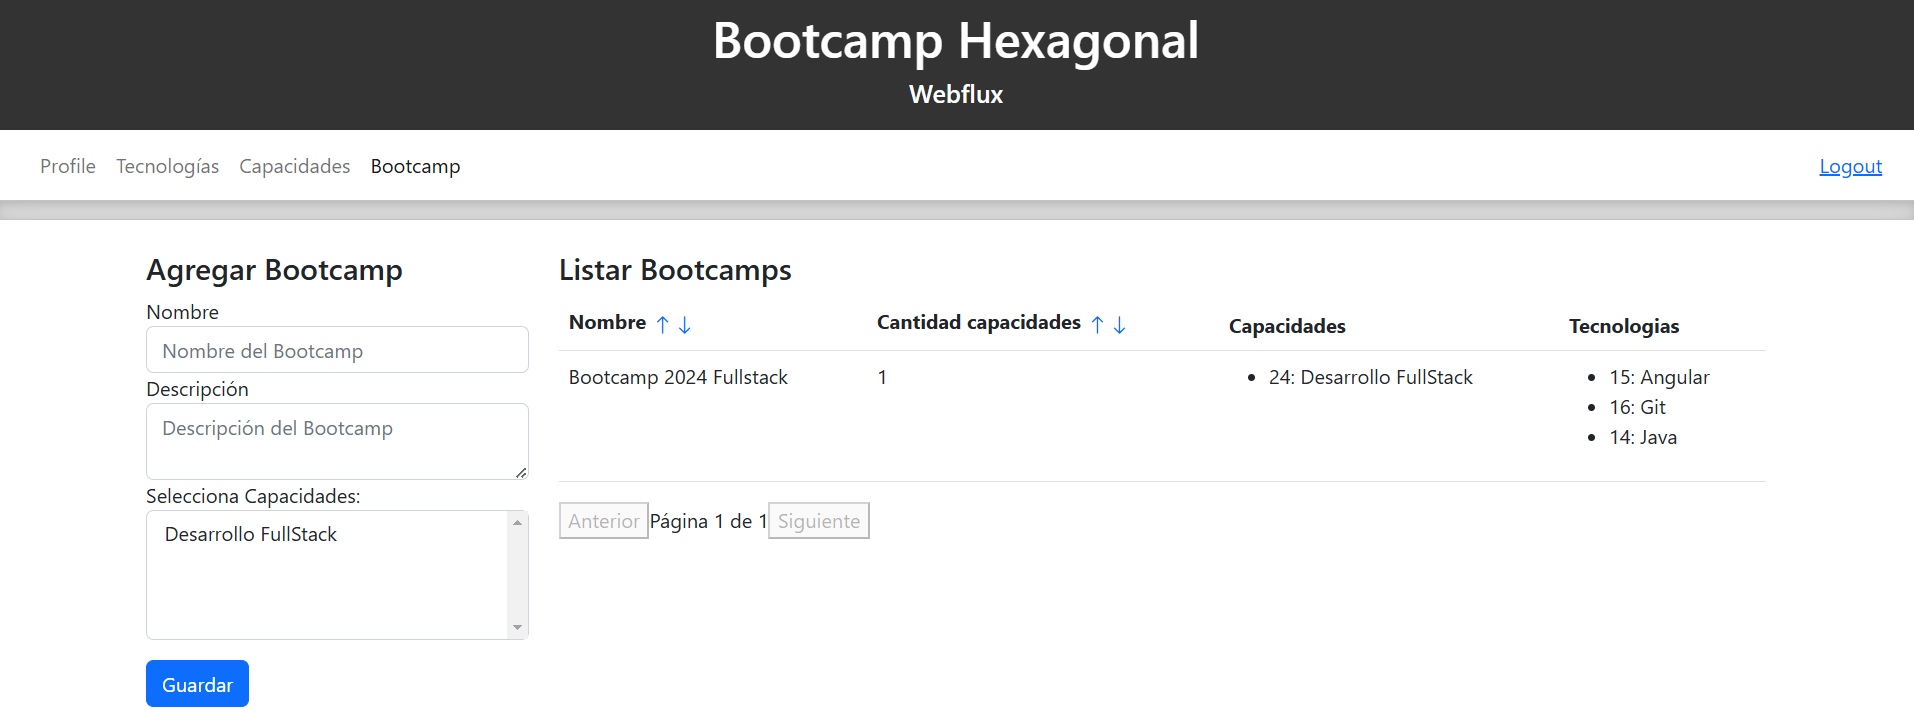 Bootcamp Hexagonal
Webflux
Profile Tecnologías Capacidades Bootcamp Logout
Agregar Bootcamp
Nombre
Nombre del Bootcamp
Descripción
Descripción del Bootcamp
Selecciona Capacidades:
Desarrollo FullStack
Guardar
Listar Bootcamps
Nombre ↑ ↓ Cantidad capacidades ↑ ↓ Capacidades Tecnologias
Bootcamp 2024 Fullstack 1 • 24: Desarrollo FullStack • 15: Angular
• 16: Git
• 14: Java
Anterior Página 1 de 1 Siguiente